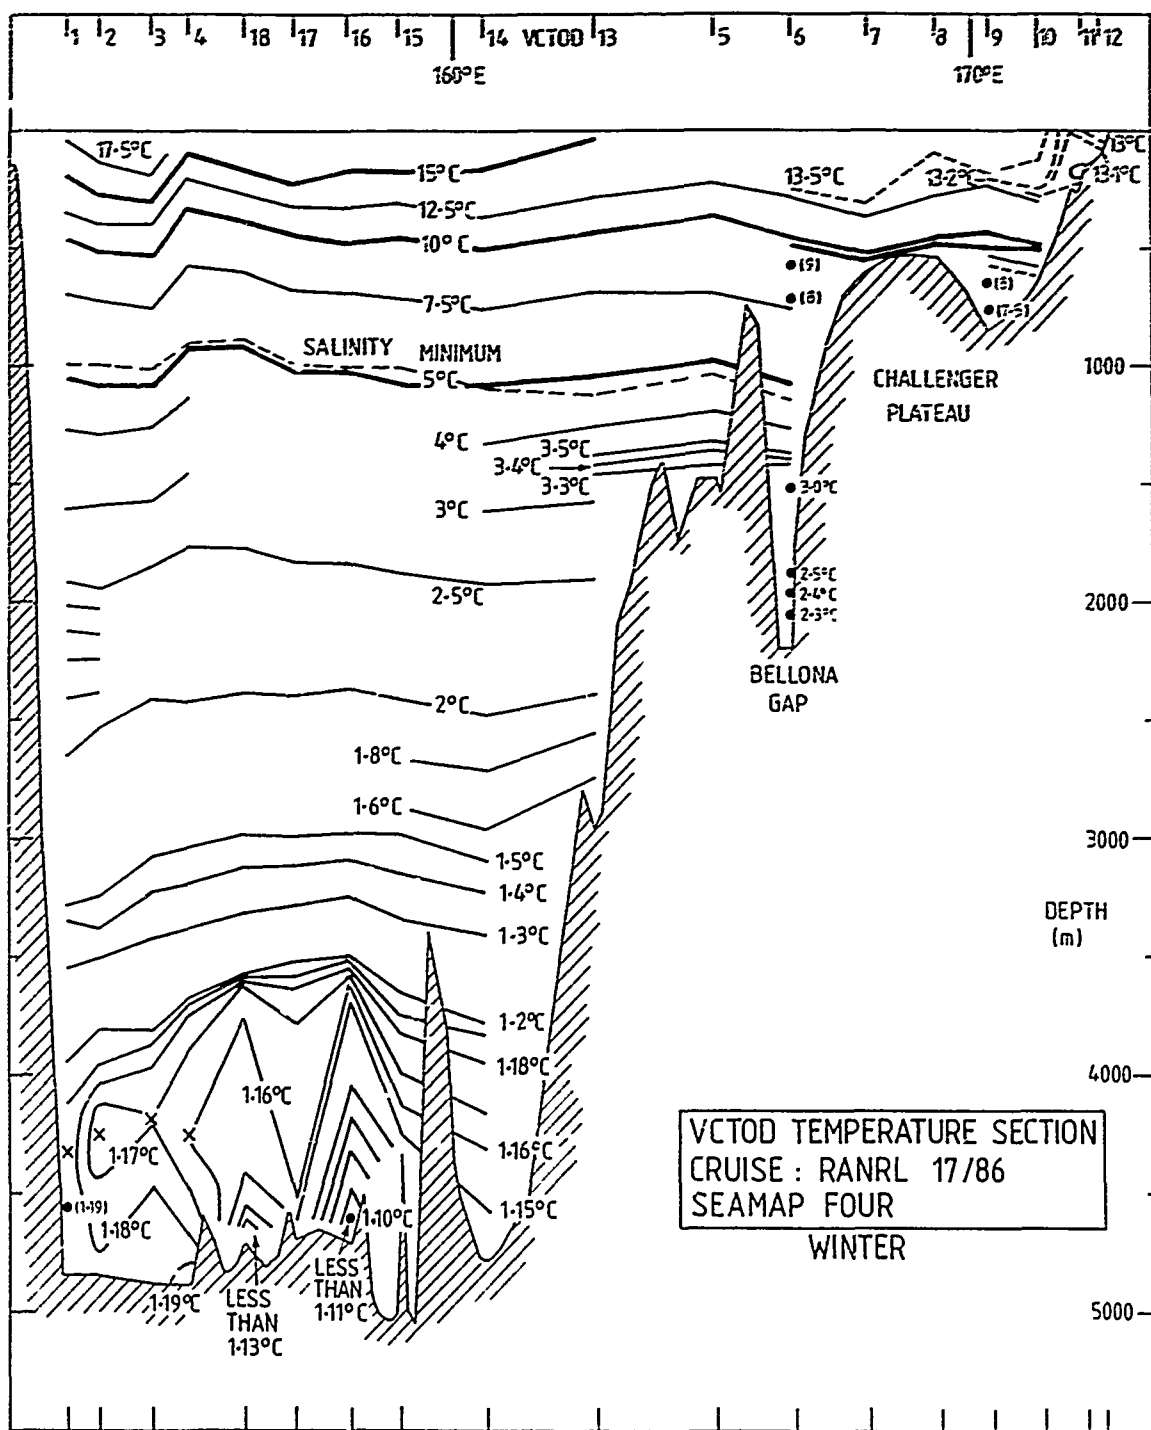 1 2 3 4 18 17 16 15 14 VCTOD 13 5 6 7 8 9 10 11 12
160°E 170°E
17·5°C 13°C
15°C 13·5°C 13·2°C 13·1°C
12·5°C
10°C
(9)
(8) (8)
7·5°C (7·5)
SALINITY MINIMUM
5°C 1000
CHALLENGER
PLATEAU
4°C 3·5°C
3·4°C
3·3°C
3°C 3·0°C
2·5°C
2·5°C 2·4°C 2000
2·3°C
BELLONA
GAP
2°C
1·8°C
1·6°C
3000
1·5°C
1·4°C
1·3°C DEPTH
(m)
1·2°C
1·18°C
1·16°C 4000
1·17°C 1·16°C
(1·19)
1·18°C 1·10°C 1·15°C
VCTOD TEMPERATURE SECTION
CRUISE : RANRL 17/86
SEAMAP FOUR
WINTER
1·19°C
LESS
THAN
1·13°C
LESS
THAN
1·11°C
5000